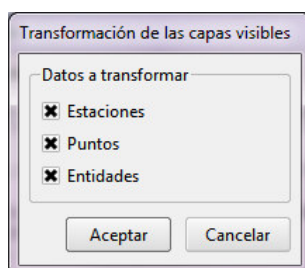 Transformación de las capas visibles
Datos a transformar
Estaciones
Puntos
Entidades
Aceptar Cancelar